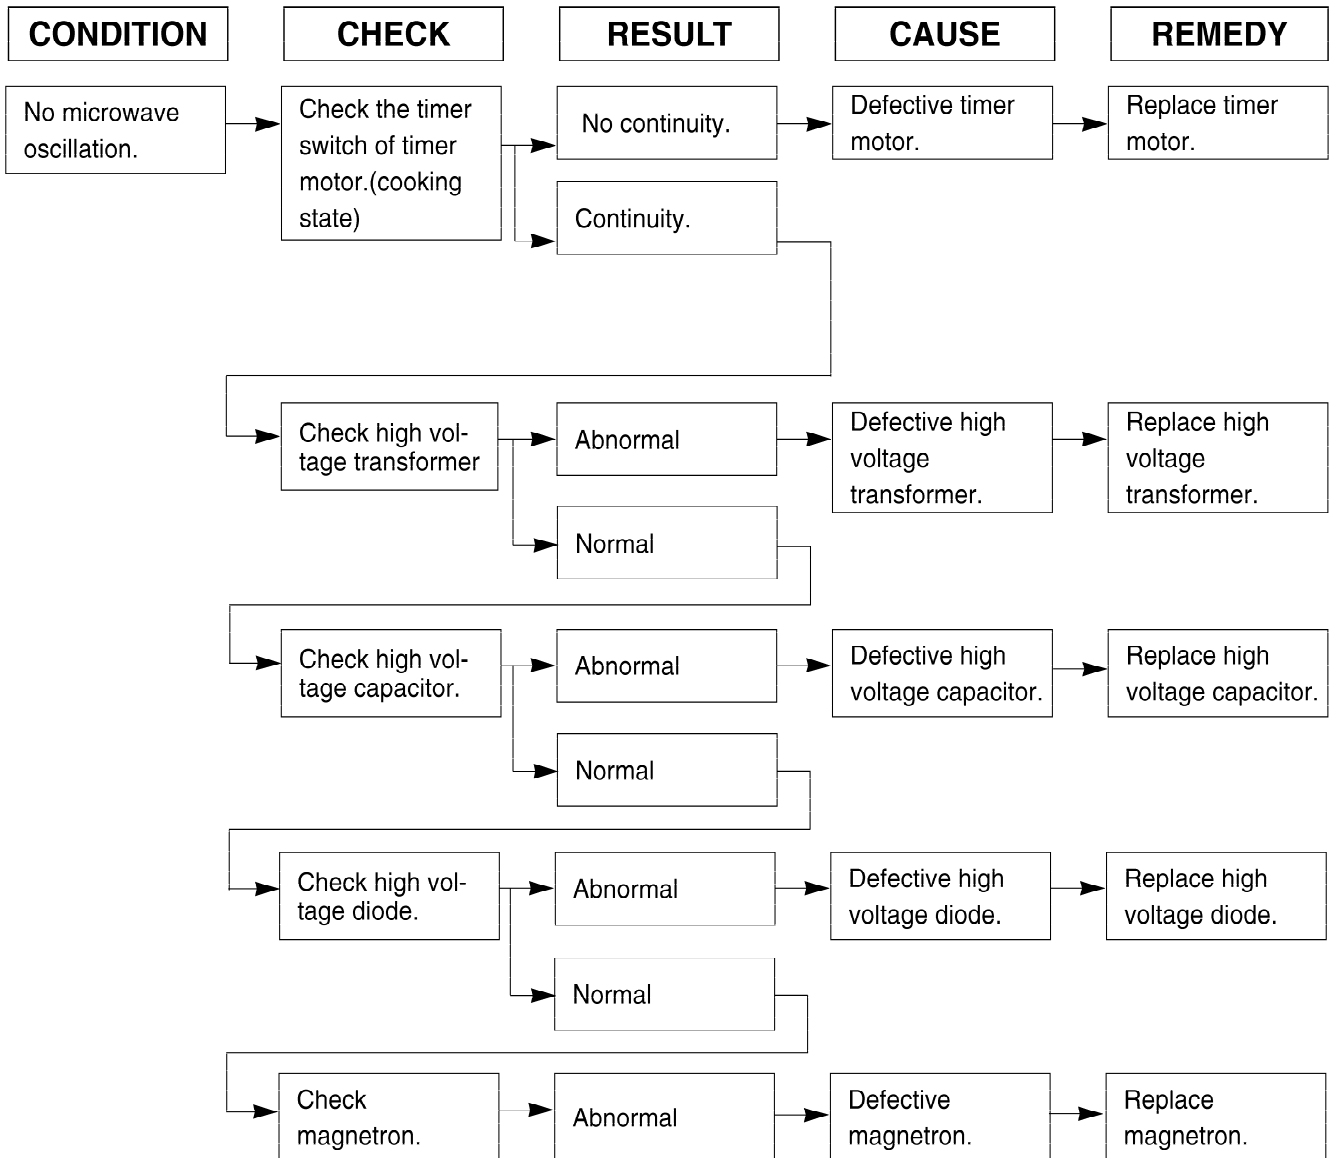 CONDITION
CHECK
RESULT
CAUSE
REMEDY
No microwave
oscillation.
Check the timer
switch of timer
motor.(cooking
state)
No continuity.
Defective timer
motor.
Replace timer
motor.
Continuity.
Check high vol-
tage transformer
Abnormal
Defective high
voltage
transformer.
Replace high
voltage
transformer.
Normal
Check high vol-
tage capacitor.
Abnormal
Defective high
voltage capacitor.
Replace high
voltage capacitor.
Normal
Check high vol-
tage diode.
Abnormal
Defective high
voltage diode.
Replace high
voltage diode.
Normal
Check
magnetron.
Abnormal
Defective
magnetron.
Replace
magnetron.